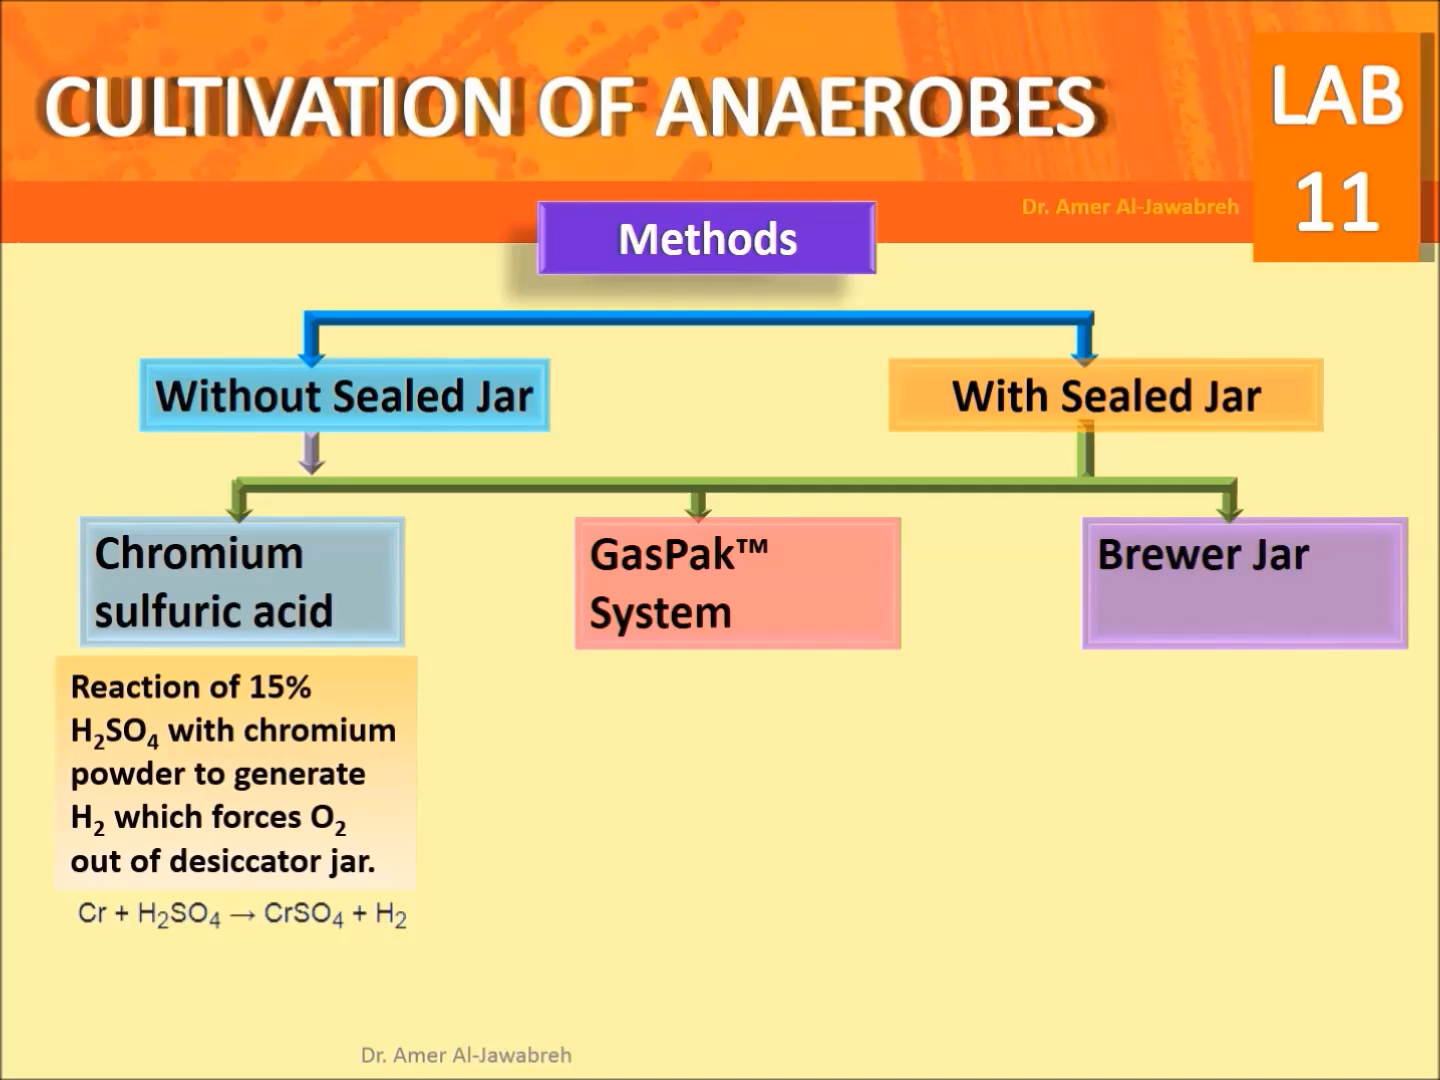 CULTIVATION OF ANAEROBES
LAB
11
Dr. Amer Al-Jawabreh
Methods
Without Sealed Jar
With Sealed Jar
Chromium
sulfuric acid
GasPak™
System
Brewer Jar
Reaction of 15%
H₂SO₄ with chromium
powder to generate
H₂ which forces O₂
out of desiccator jar.
Cr + H₂SO₄ → CrSO₄ + H₂
Dr. Amer Al-Jawabreh